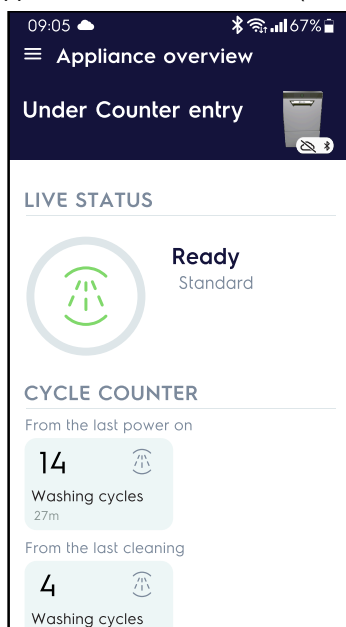 09:05 67%
Appliance overview
Under Counter entry
LIVE STATUS
Ready
Standard
CYCLE COUNTER
From the last power on
14
Washing cycles
27m
From the last cleaning
4
Washing cycles